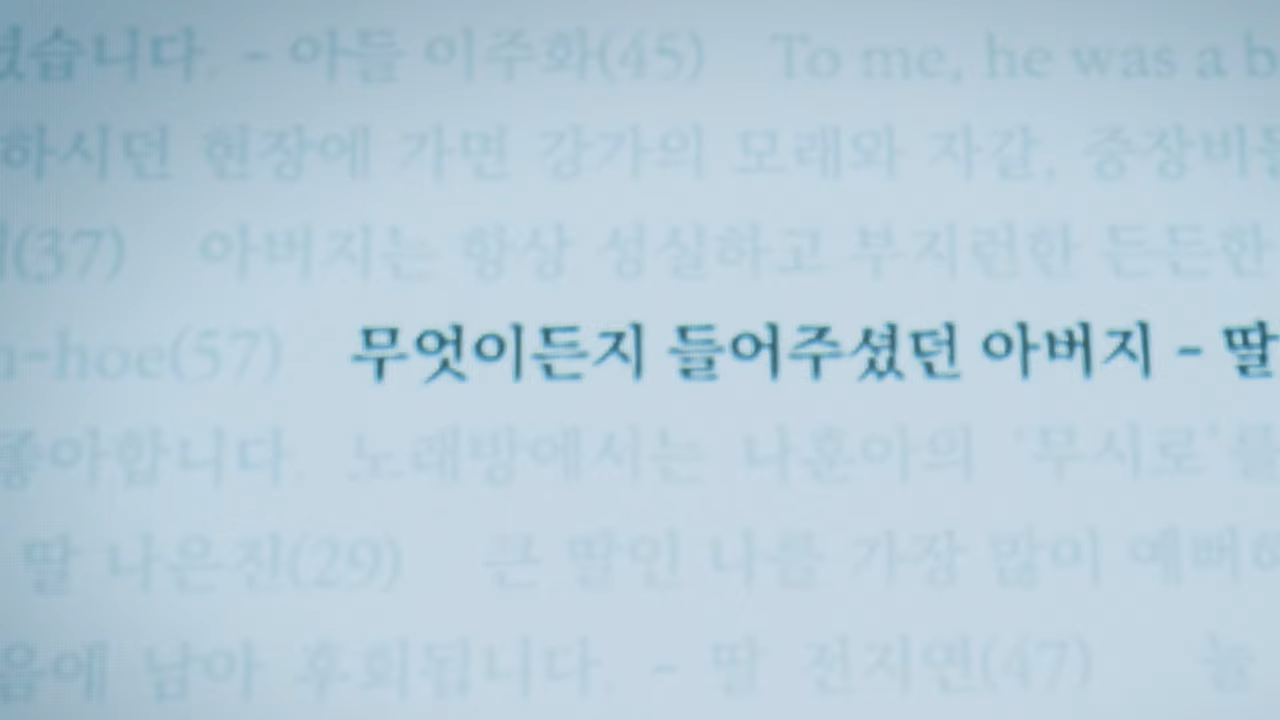 습니다. - 아들 이주화(45) To me, he was a
하시던 현장에 가면 강가의 모래와 자갈, 중장비를
(37) 아버지는 항상 성실하고 부지런한 든든한
-hoe(57) 무엇이든지 들어주셨던 아버지 - 딸
좋아합니다. 노래방에서는 나훈아의 '무시로'를
딸 나은진(29) 큰 딸인 나를 가장 많이 예뻐
남아 후회됩니다. - 딸 전지연(47) 늘